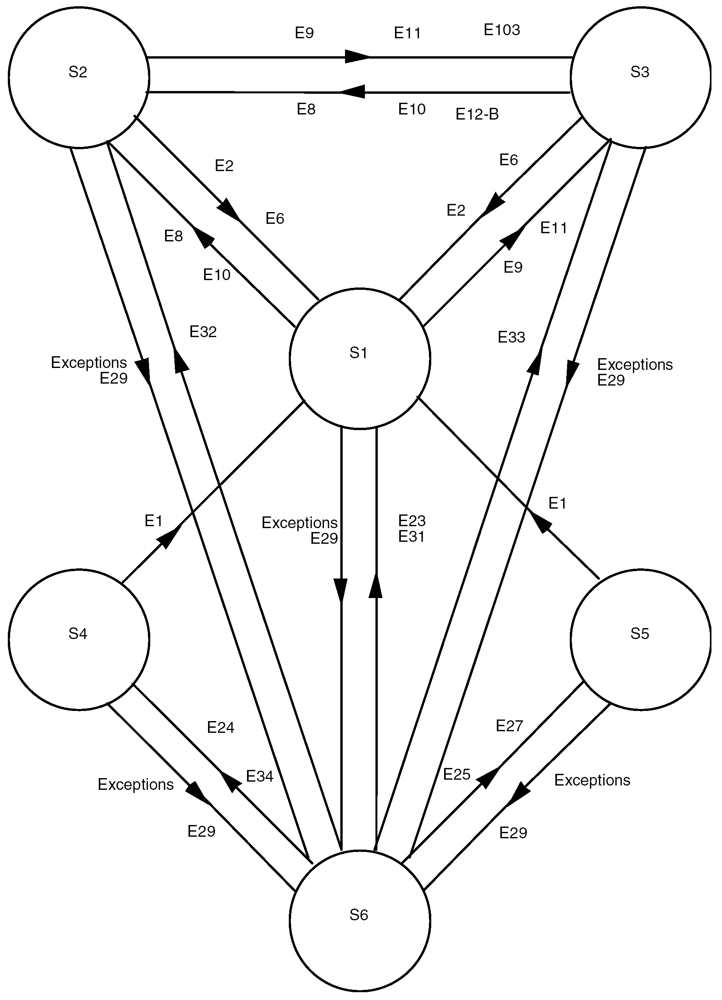 E9
E11
E103
S2
S3
E8
E10
E12-B
E2
E6
E6
E2
E8
E11
E10
E9
E32
E33
S1
Exceptions
E29
Exceptions
E29
E1
E1
Exceptions
E29
E23
E31
S4
S5
E24
E27
E34
E25
Exceptions
Exceptions
E29
E29
S6